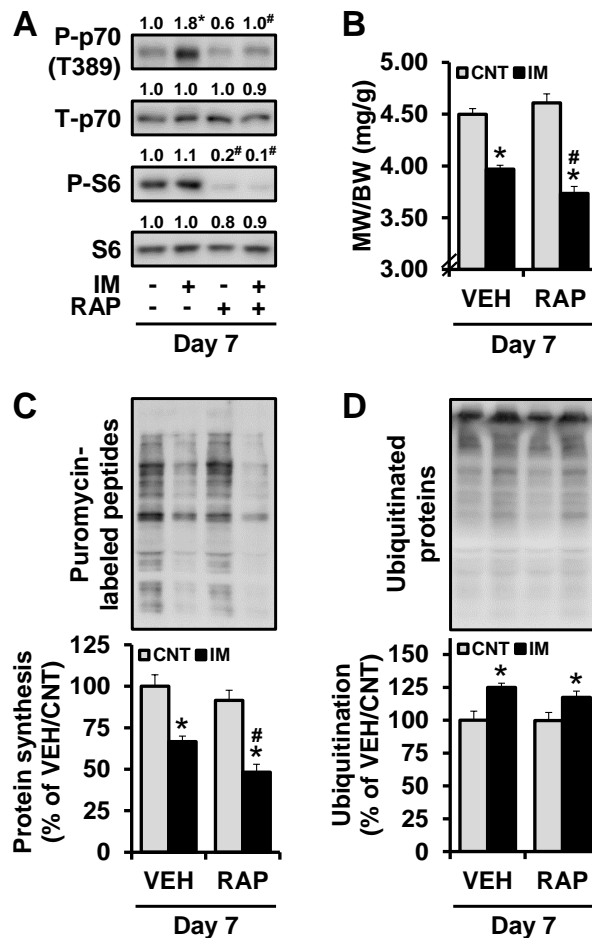 A
1.0 1.8* 0.6 1.0#
P-p70
(T389)
1.0 1.0 1.0 0.9
T-p70
1.0 1.1 0.2# 0.1#
P-S6
1.0 1.0 0.8 0.9
S6
IM - + - +
RAP - - + +
Day 7
B
CNT IM
MW/BW (mg/g)
5.00
4.50
4.00
3.50
3.00
*
#
*
VEH RAP
Day 7
C
Puromycin-
labeled peptides
CNT IM
Protein synthesis
(% of VEH/CNT)
125
100
75
50
25
0
*
#
*
VEH RAP
Day 7
D
Ubiquitinated
proteins
CNT IM
Ubiquitination
(% of VEH/CNT)
150
125
100
75
50
25
0
*
*
VEH RAP
Day 7